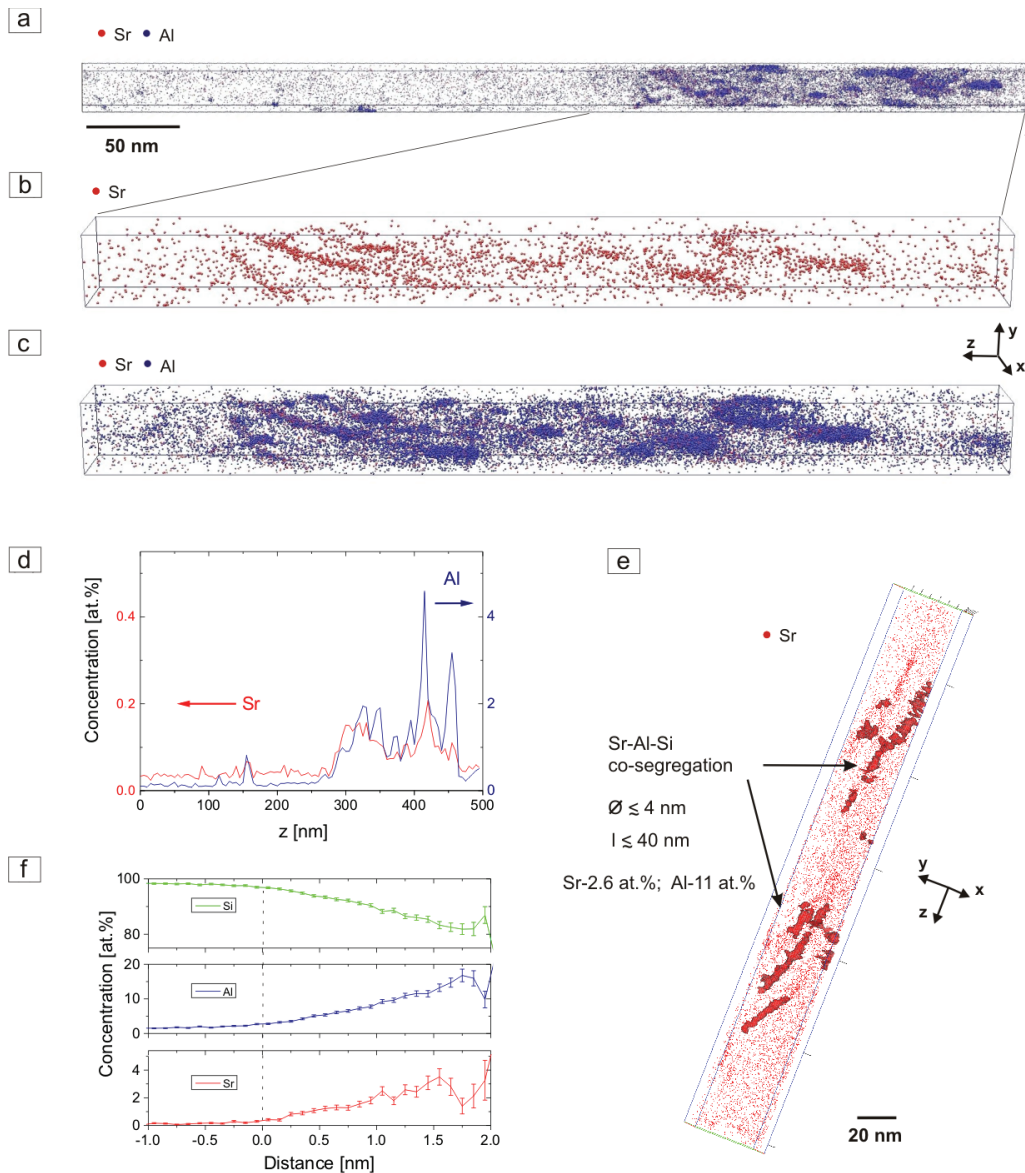 a
Sr Al
50 nm
b
Sr
c
Sr Al
y
z
x
d
Concentration [at.%]
0.4
0.2
0.0
Al
4
2
0
Sr
0 100 200 300 400 500
z [nm]
e
Sr
Sr-Al-Si
co-segregation
Ø ≲ 4 nm
l ≲ 40 nm
Sr-2.6 at.%; Al-11 at.%
y
x
z
20 nm
f
Concentration [at.%]
100
80
Si
20
10
0
Al
4
2
0
Sr
-1.0 -0.5 0.0 0.5 1.0 1.5 2.0
Distance [nm]